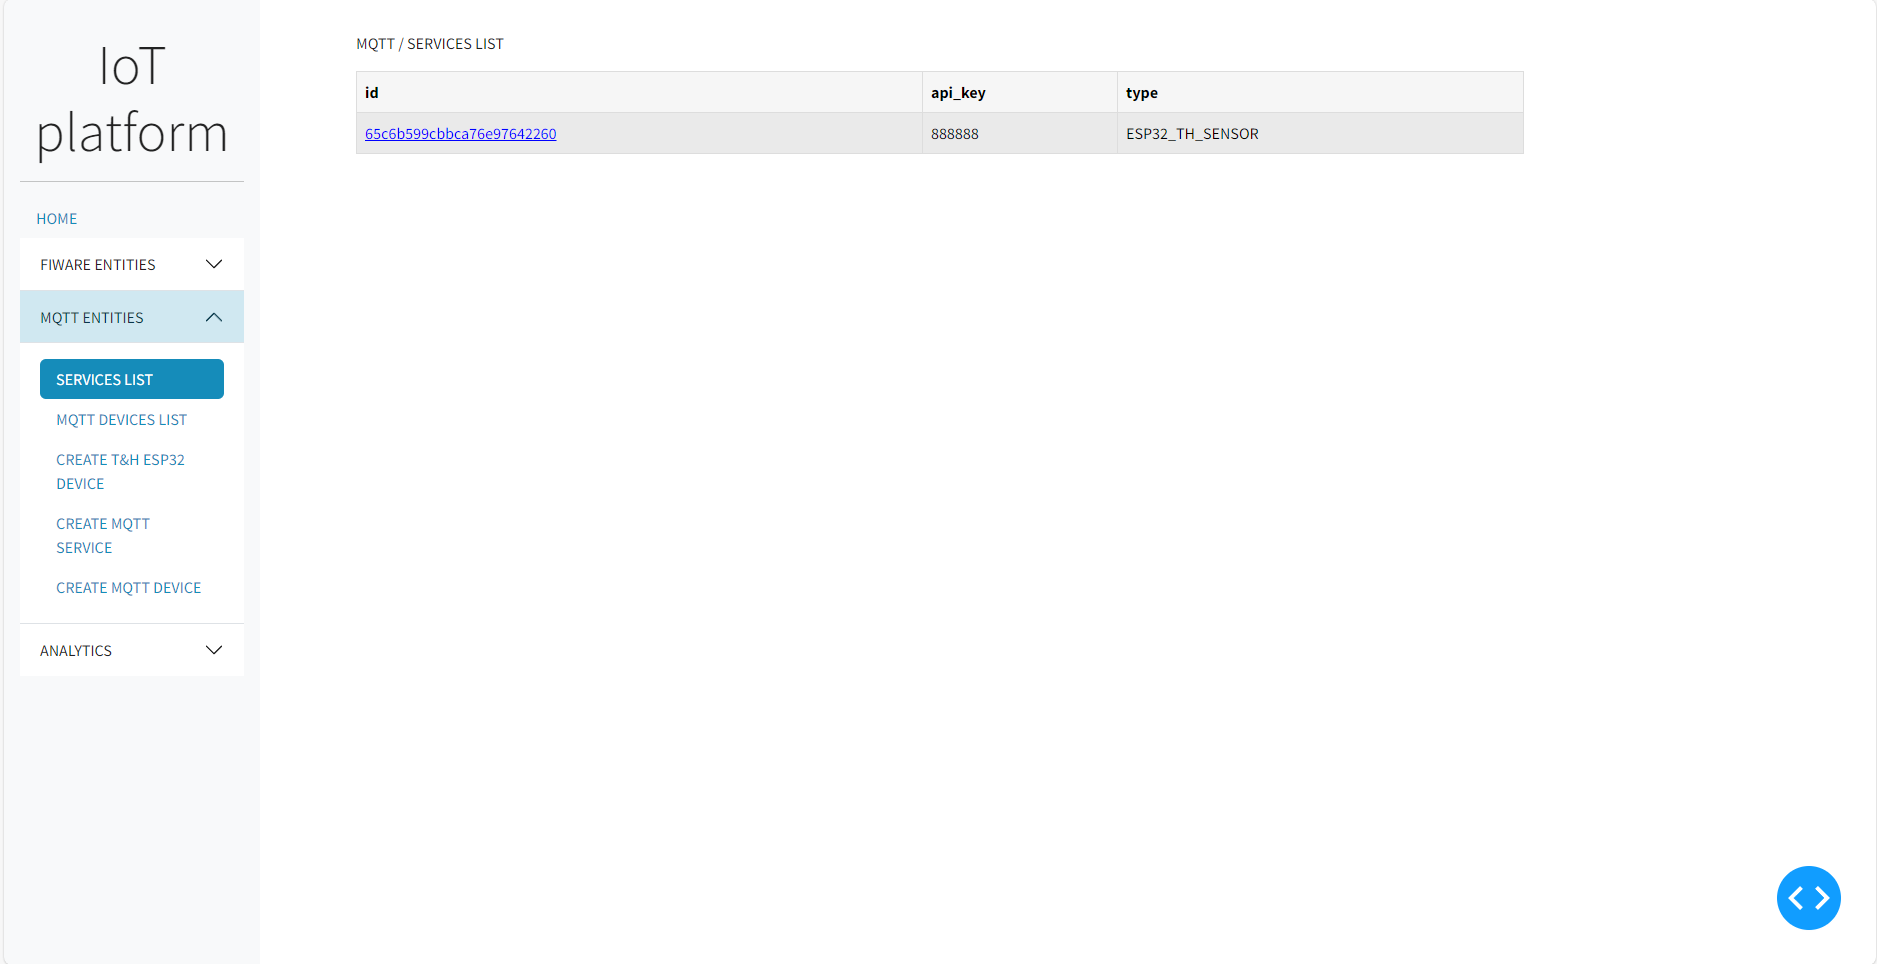 IoT
platform
HOME
FIWARE ENTITIES
MQTT ENTITIES
SERVICES LIST
MQTT DEVICES LIST
CREATE T&H ESP32
DEVICE
CREATE MQTT
SERVICE
CREATE MQTT DEVICE
ANALYTICS
MQTT / SERVICES LIST
id api_key type
65c6b599cbbca76e97642260 888888 ESP32_TH_SENSOR